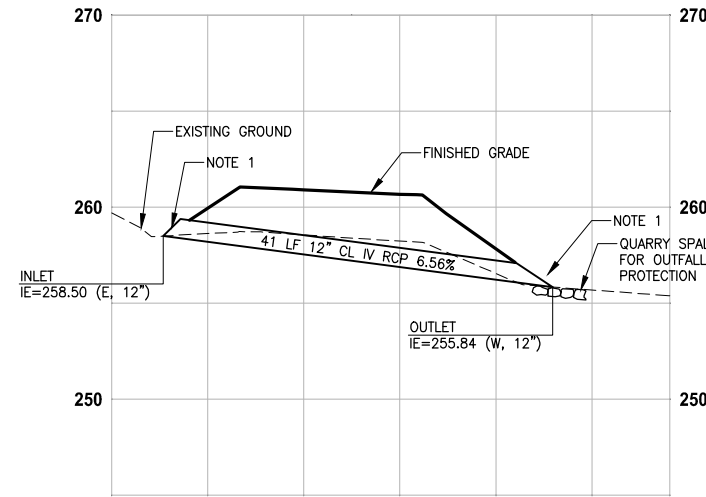 270
270
EXISTING GROUND
NOTE 1
FINISHED GRADE
260
260
NOTE 1
QUARRY
FOR OUTFALL
PROTECTION
41 LF 12" CL IV RCP 6.56%
INLET
IE=258.50 (E, 12")
OUTLET
IE=255.84 (W, 12")
250
250